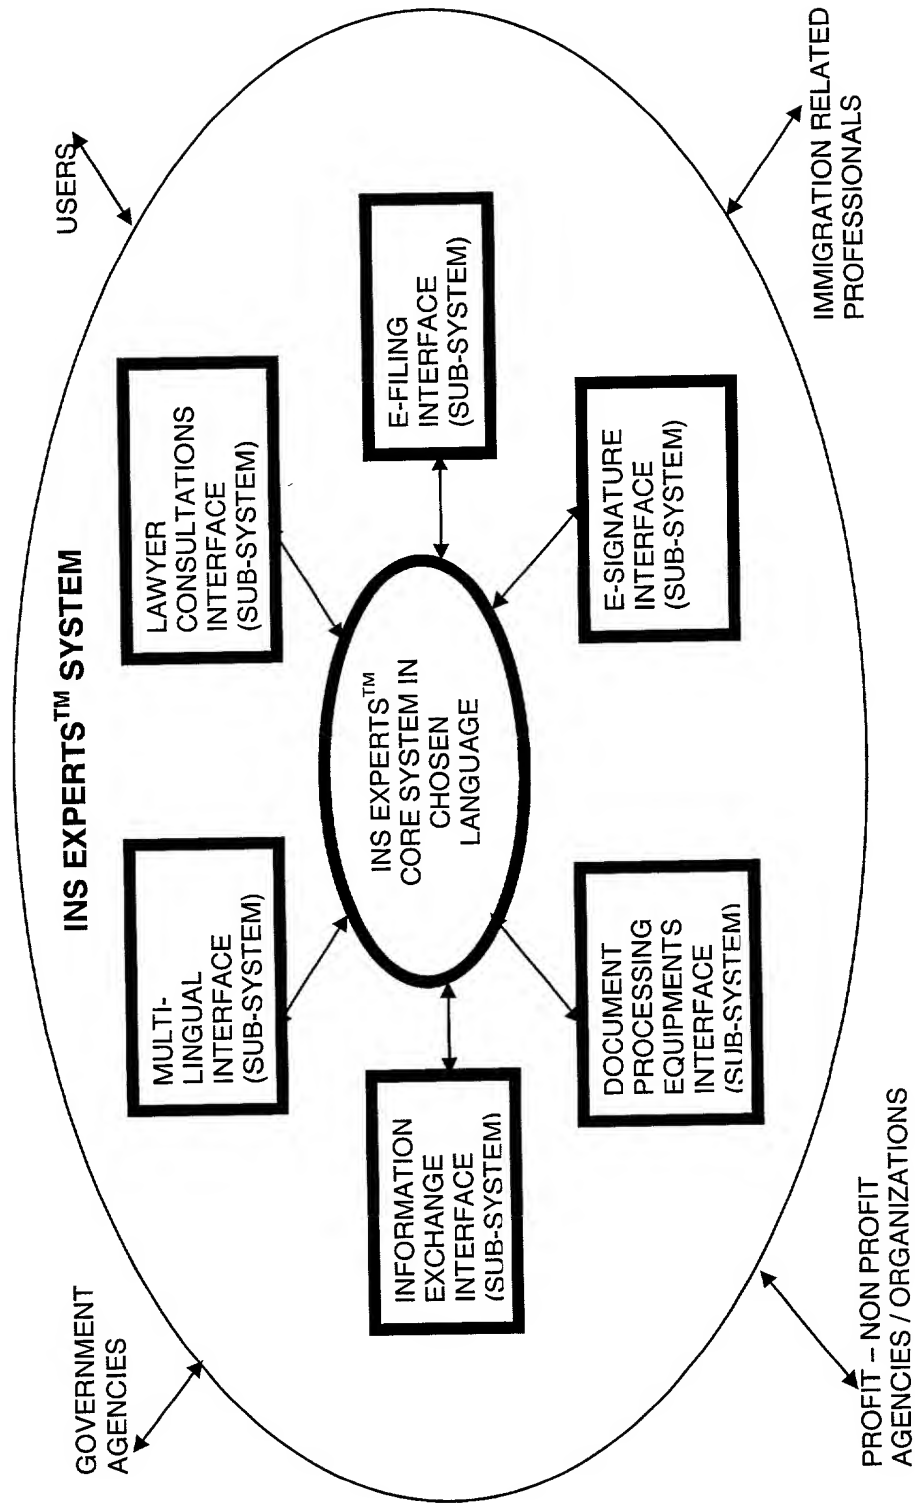 INS EXPERTS™ SYSTEM
GOVERNMENT
AGENCIES
USERS
MULTI-
LINGUAL
INTERFACE
(SUB-SYSTEM)
LAWYER
CONSULTATIONS
INTERFACE
(SUB-SYSTEM)
INFORMATION
EXCHANGE
INTERFACE
(SUB-SYSTEM)
INS EXPERTS™
CORE SYSTEM IN
CHOSEN
LANGUAGE
E-FILING
INTERFACE
(SUB-SYSTEM)
DOCUMENT
PROCESSING
EQUIPMENTS
INTERFACE
(SUB-SYSTEM)
E-SIGNATURE
INTERFACE
(SUB-SYSTEM)
PROFIT – NON PROFIT
AGENCIES / ORGANIZATIONS
IMMIGRATION RELATED
PROFESSIONALS